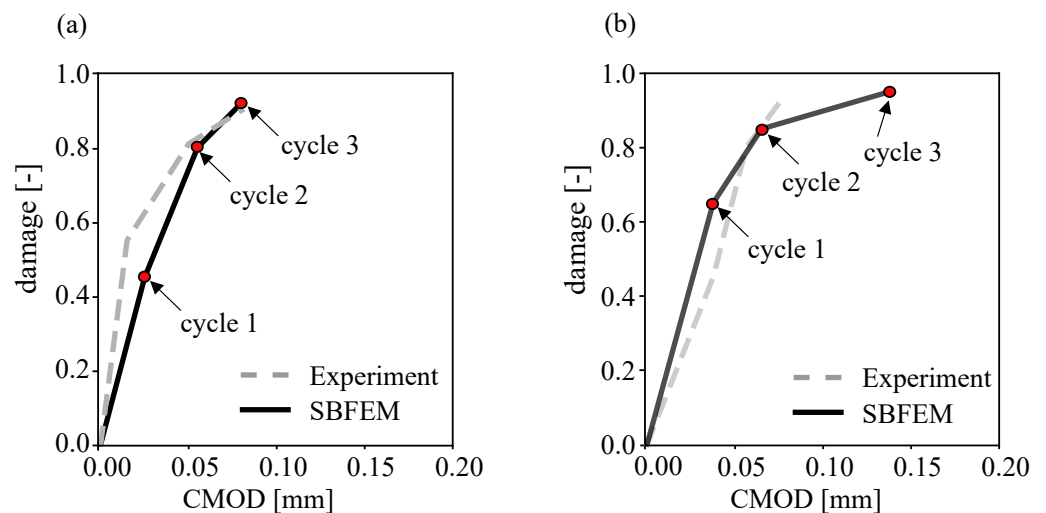 (a)
1.0
0.8
0.6
0.4
0.2
0.0
damage [-]
cycle 3
cycle 2
cycle 1
Experiment
SBFEM
0.00 0.05 0.10 0.15 0.20
CMOD [mm]
(b)
1.0
0.8
0.6
0.4
0.2
0.0
damage [-]
cycle 3
cycle 2
cycle 1
Experiment
SBFEM
0.00 0.05 0.10 0.15 0.20
CMOD [mm]